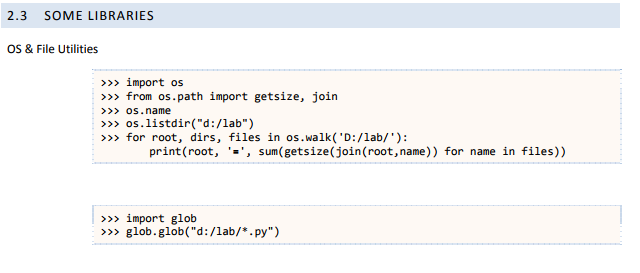 2.3 SOME LIBRARIES
OS & File Utilities
>>> import os
>>> from os.path import getsize, join
>>> os.name
>>> os.listdir("d:/lab")
>>> for root, dirs, files in os.walk('D:/lab/'):
print(root, '=', sum(getsize(join(root,name)) for name in files))
>>> import glob
>>> glob.glob("d:/lab/*.py")